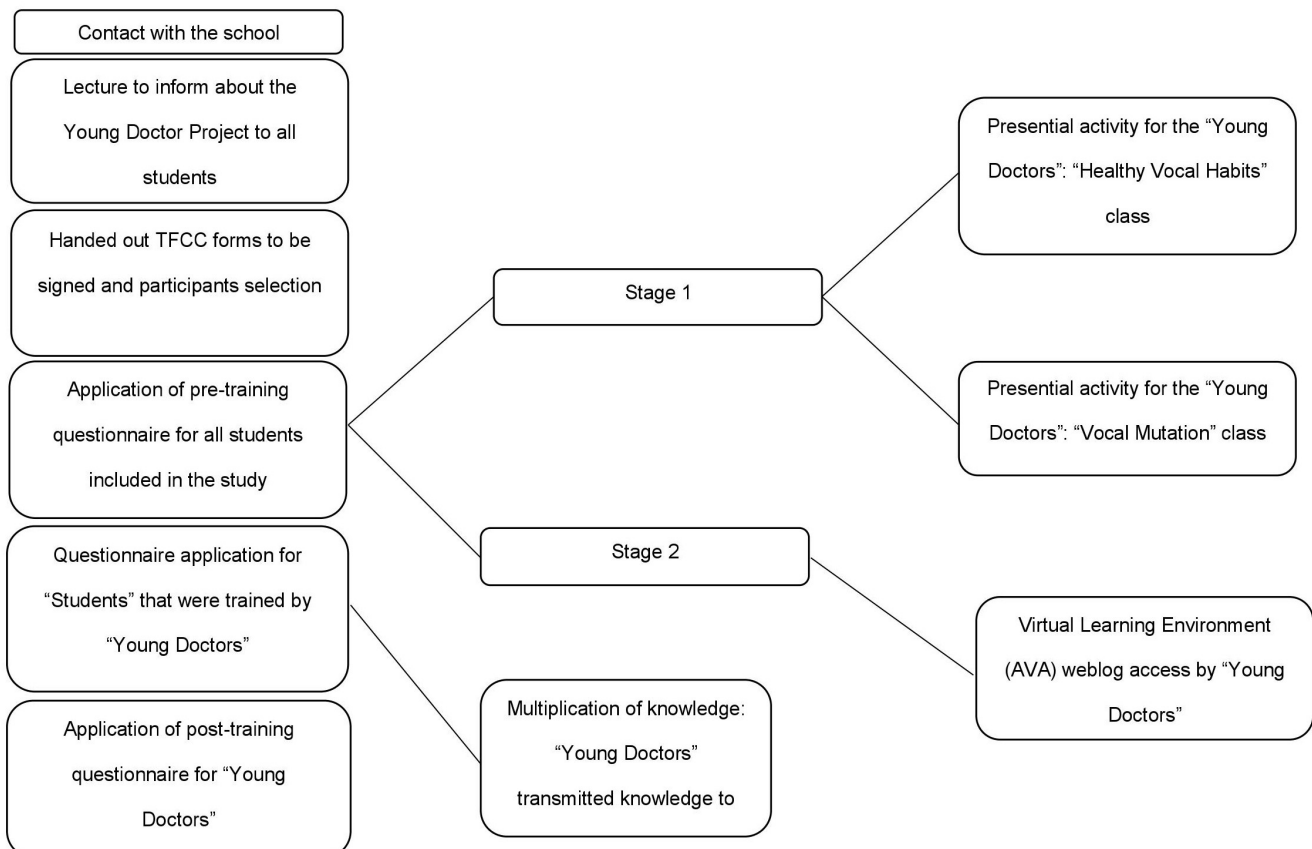 Contact with the school
Lecture to inform about the
Young Doctor Project to all
students
Handed out TFCC forms to be
signed and participants selection
Application of pre-training
questionnaire for all students
included in the study
Questionnaire application for
“Students” that were trained by
“Young Doctors”
Application of post-training
questionnaire for “Young
Doctors”
Stage 1
Stage 2
Multiplication of knowledge:
“Young Doctors”
transmitted knowledge to
Presential activity for the “Young
Doctors”: “Healthy Vocal Habits”
class
Presential activity for the “Young
Doctors”: “Vocal Mutation” class
Virtual Learning Environment
(AVA) weblog access by “Young
Doctors”